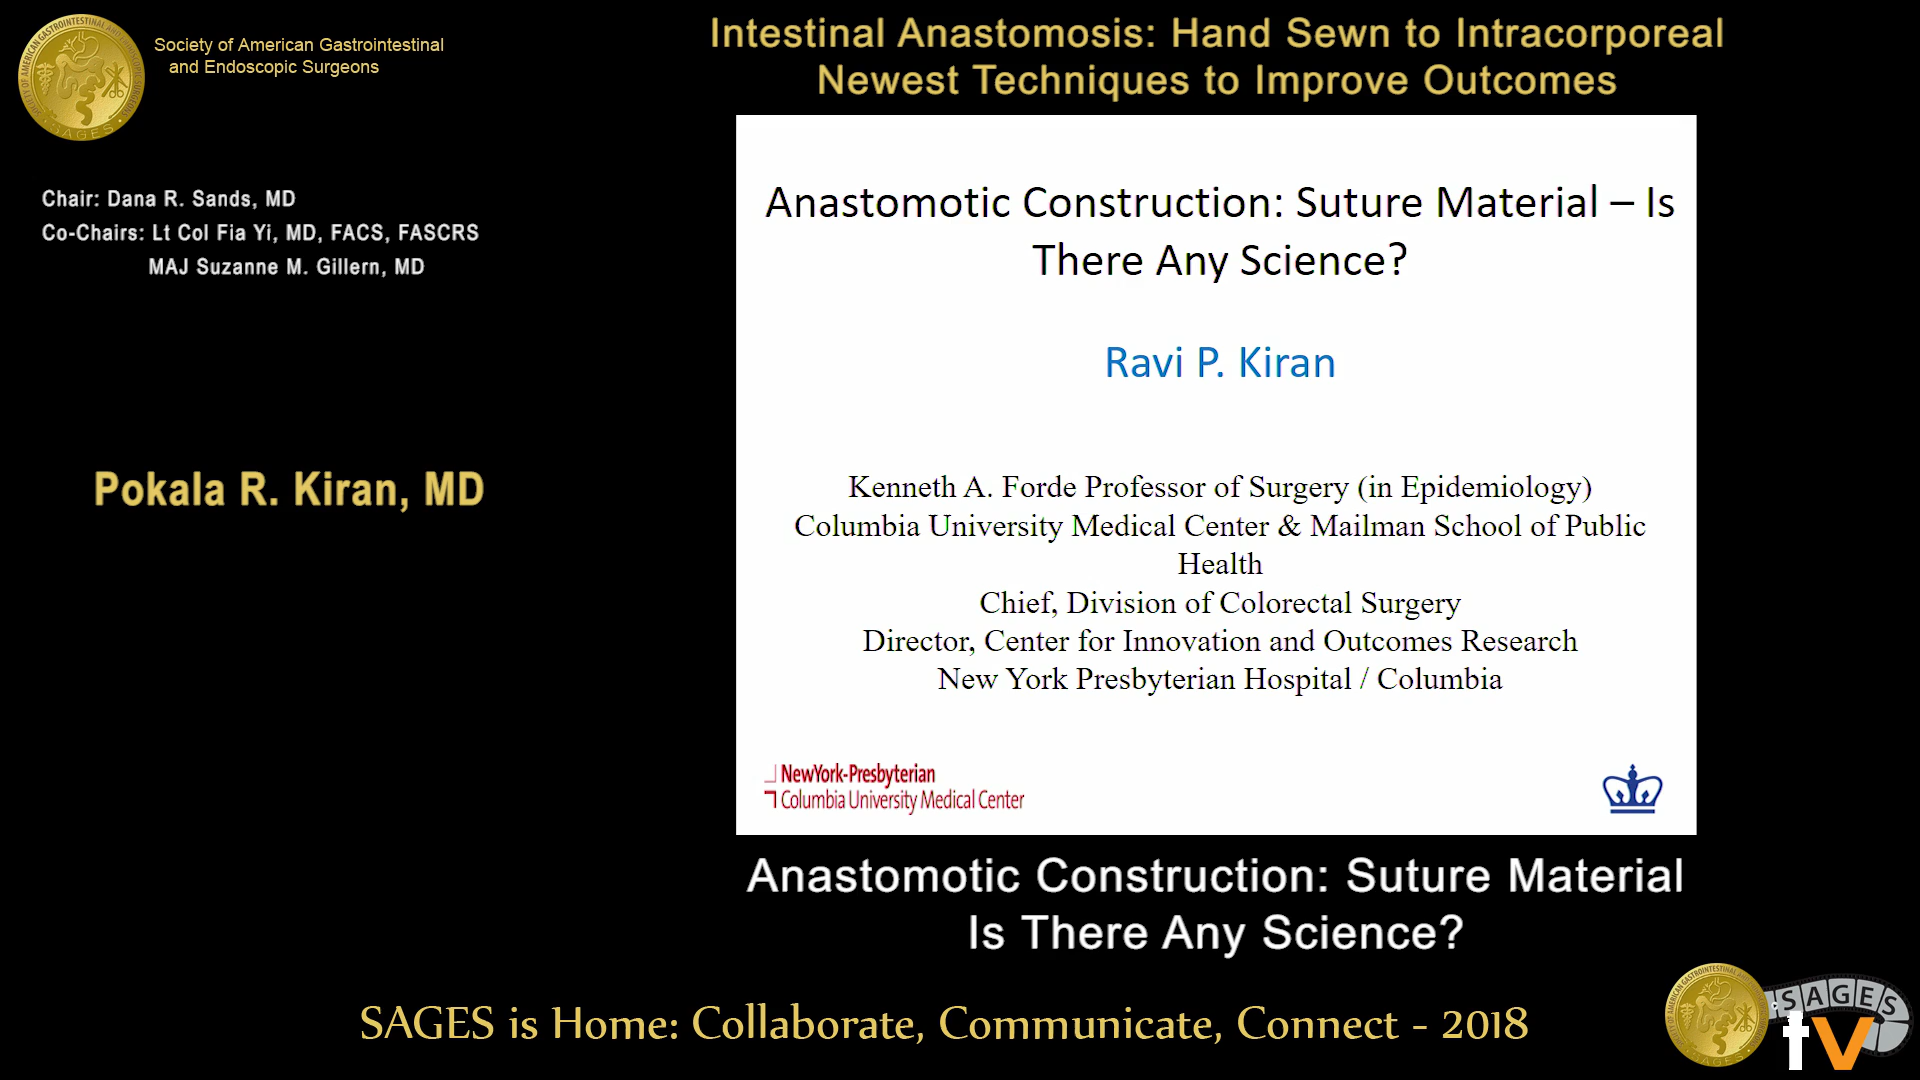 Society of American Gastrointestinal
and Endoscopic Surgeons
Intestinal Anastomosis: Hand Sewn to Intracorporeal
Newest Techniques to Improve Outcomes
Chair: Dana R. Sands, MD
Co-Chairs: Lt Col Fia Yi, MD, FACS, FASCRS
MAJ Suzanne M. Gillern, MD
Pokala R. Kiran, MD
Anastomotic Construction: Suture Material – Is
There Any Science?
Ravi P. Kiran
Kenneth A. Forde Professor of Surgery (in Epidemiology)
Columbia University Medical Center & Mailman School of Public
Health
Chief, Division of Colorectal Surgery
Director, Center for Innovation and Outcomes Research
New York Presbyterian Hospital / Columbia
NewYork-Presbyterian
Columbia University Medical Center
Anastomotic Construction: Suture Material
Is There Any Science?
SAGES is Home: Collaborate, Communicate, Connect - 2018
SAGES
tv